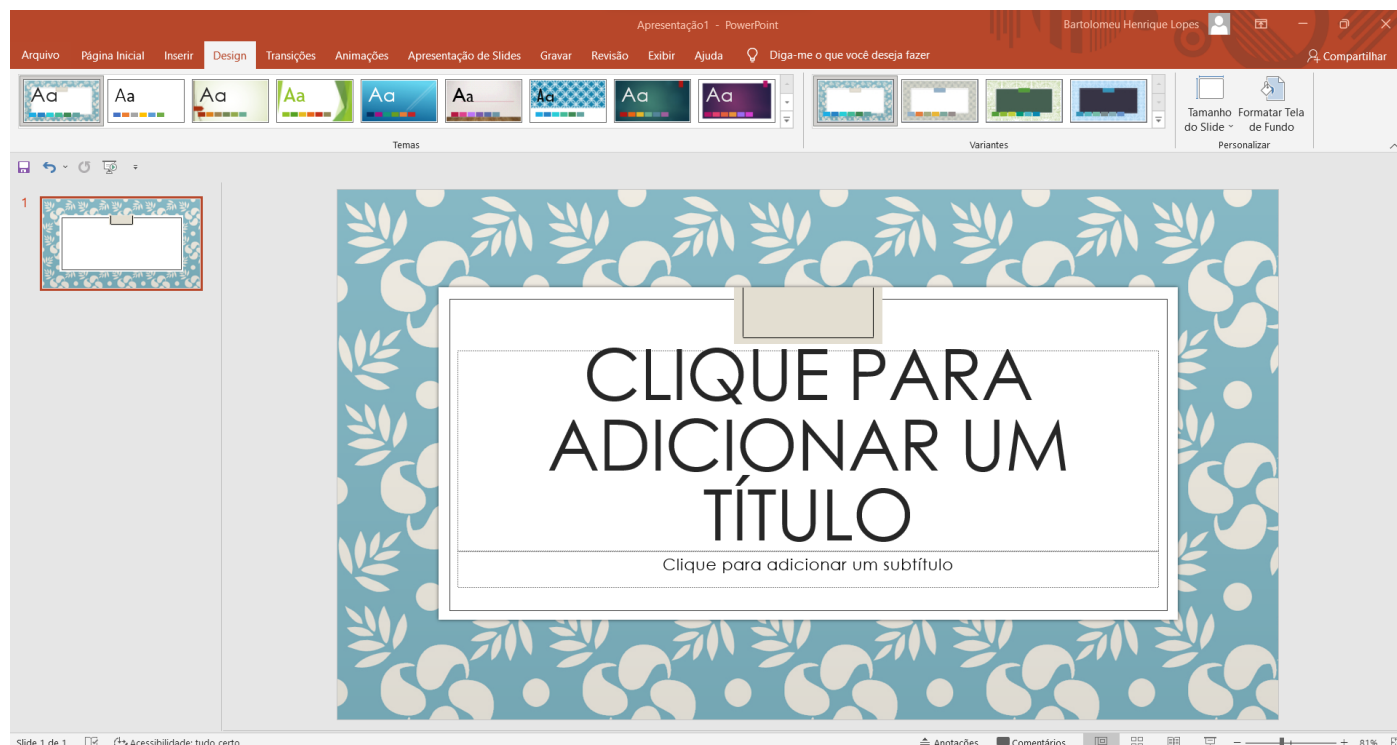 Apresentação1 - PowerPoint
Bartolomeu Henrique Lopes
Arquivo Página Inicial Inserir Design Transições Animações Apresentação de Slides Gravar Revisão Exibir Ajuda Diga-me o que você deseja fazer Compartilhar
Aa Aa Aa Aa Aa Aa Aa Aa Aa
Tamanho do Slide
Formatar Tela de Fundo
Temas Variantes Personalizar
1
CLIQUE PARA
ADICIONAR UM
TÍTULO
Clique para adicionar um subtítulo
Slide 1 de 1 Acessibilidade: tudo certo Anotações Comentários 81%